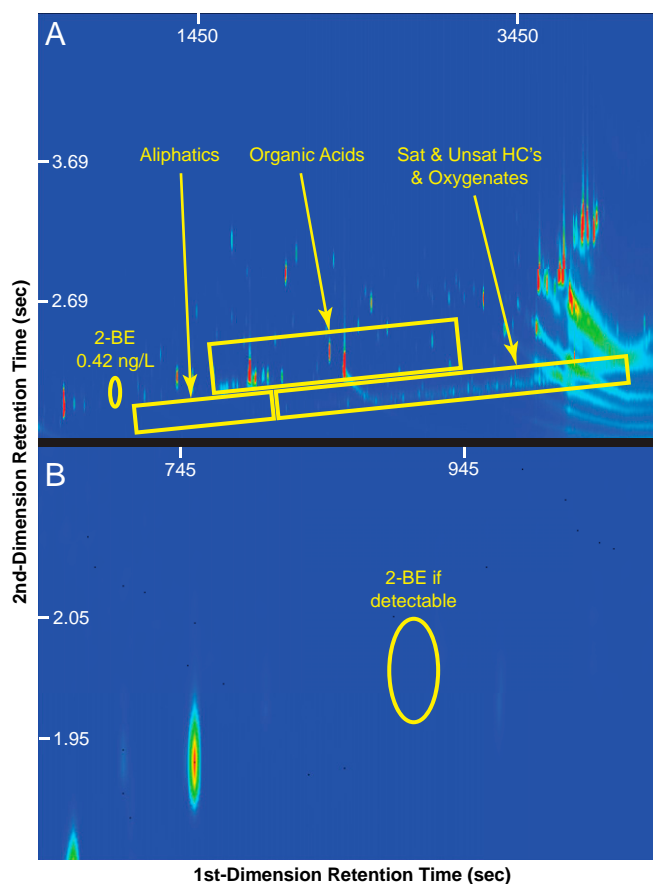 A
1450
3450
3.69
Aliphatics
Organic Acids
Sat & Unsat HC's
& Oxygenates
2.69
2-BE
0.42 ng/L
2nd-Dimension Retention Time (sec)
B
745
945
2-BE if
detectable
2.05
1.95
1st-Dimension Retention Time (sec)